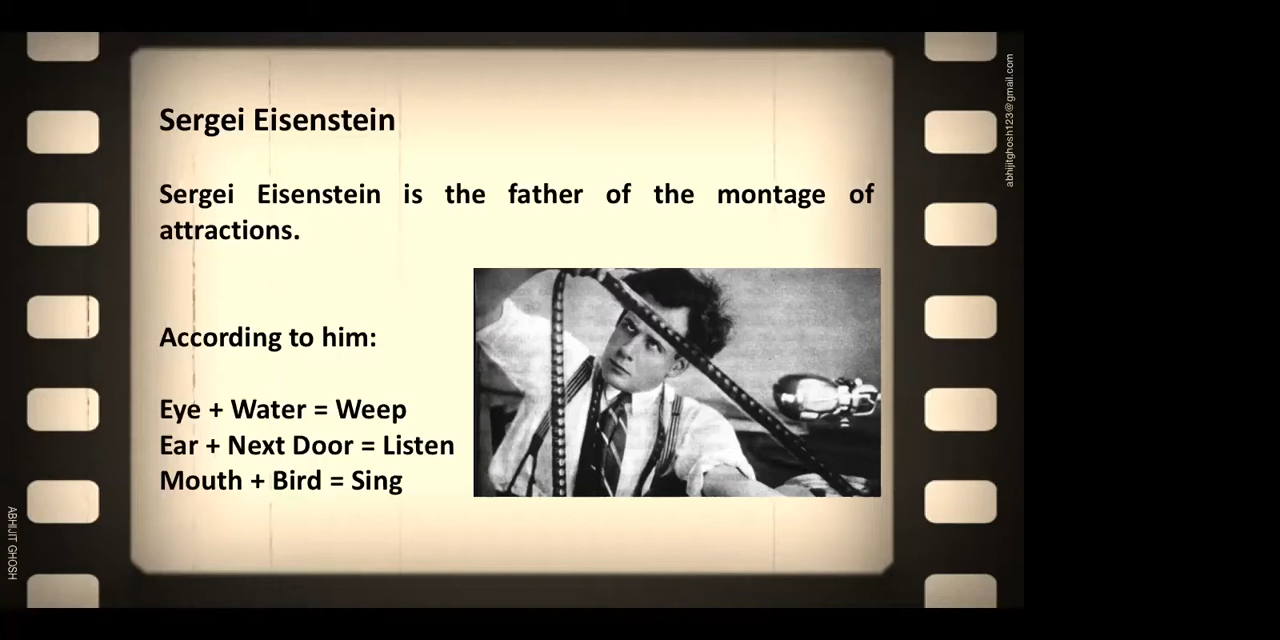 Sergei Eisenstein
Sergei Eisenstein is the father of the montage of
attractions.
According to him:
Eye + Water = Weep
Ear + Next Door = Listen
Mouth + Bird = Sing
abhijitghosh123@gmail.com
ABHIJIT GHOSH